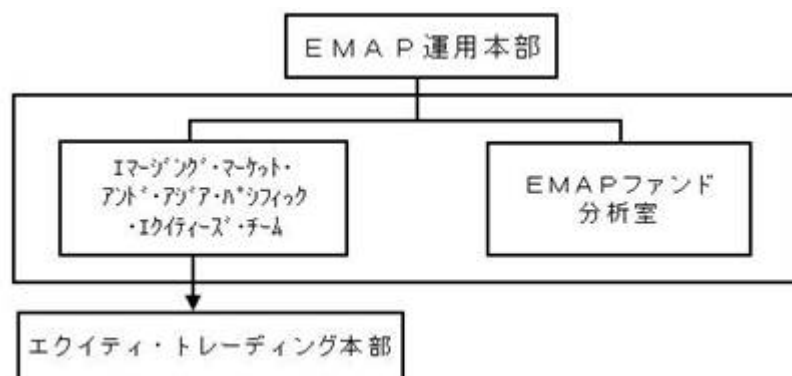 ＥＭＡＰ運用本部
ｴﾏｰｼﾞﾝｸﾞ･ﾏｰｹｯﾄ･
ｱﾝﾄﾞ･ｱｼﾞｱ･ﾊﾟｼﾌｨｯｸ
･ｴｸｲﾃｨｰｽﾞ･ﾁｰﾑ
ＥＭＡＰファンド
分析室
エクイティ・トレーディング本部